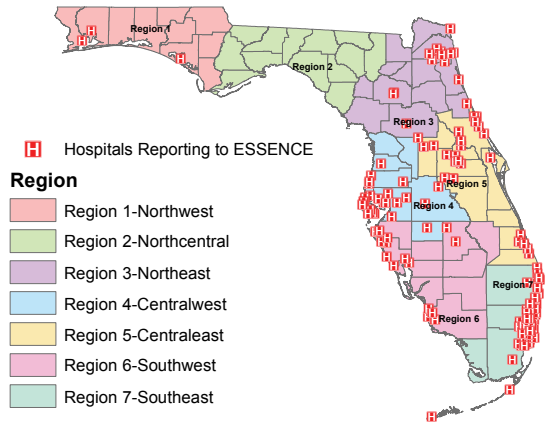 Region 1
Region 2
Region 3
Region 5
Region 4
Region 7
Region 6
H Hospitals Reporting to ESSENCE
Region
Region 1-Northwest
Region 2-Northcentral
Region 3-Northeast
Region 4-Centralwest
Region 5-Centraleast
Region 6-Southwest
Region 7-Southeast